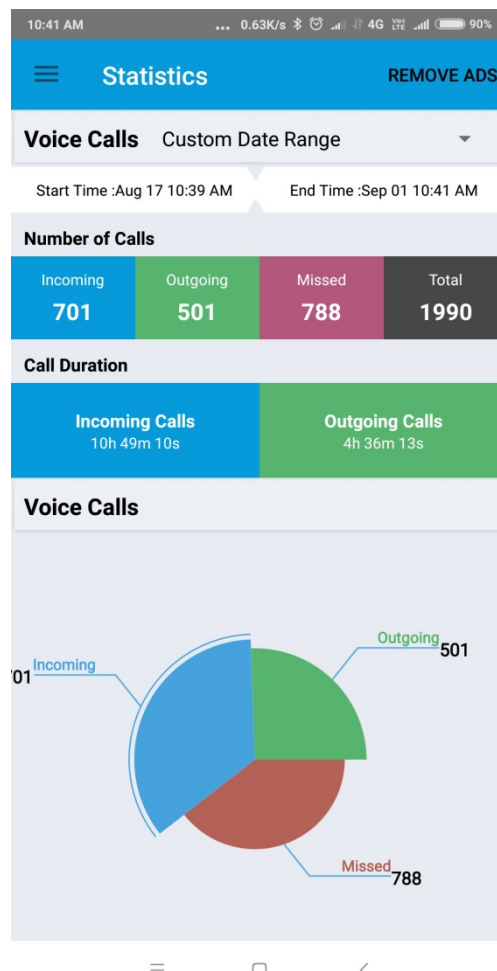 10:41 AM ... 0.63K/s 4G VoLTE 90%
Statistics REMOVE ADS
Voice Calls Custom Date Range
Start Time :Aug 17 10:39 AM End Time :Sep 01 10:41 AM
Number of Calls
Incoming Outgoing Missed Total
701 501 788 1990
Call Duration
Incoming Calls Outgoing Calls
10h 49m 10s 4h 36m 13s
Voice Calls
Outgoing 501
Incoming
01
Missed 788